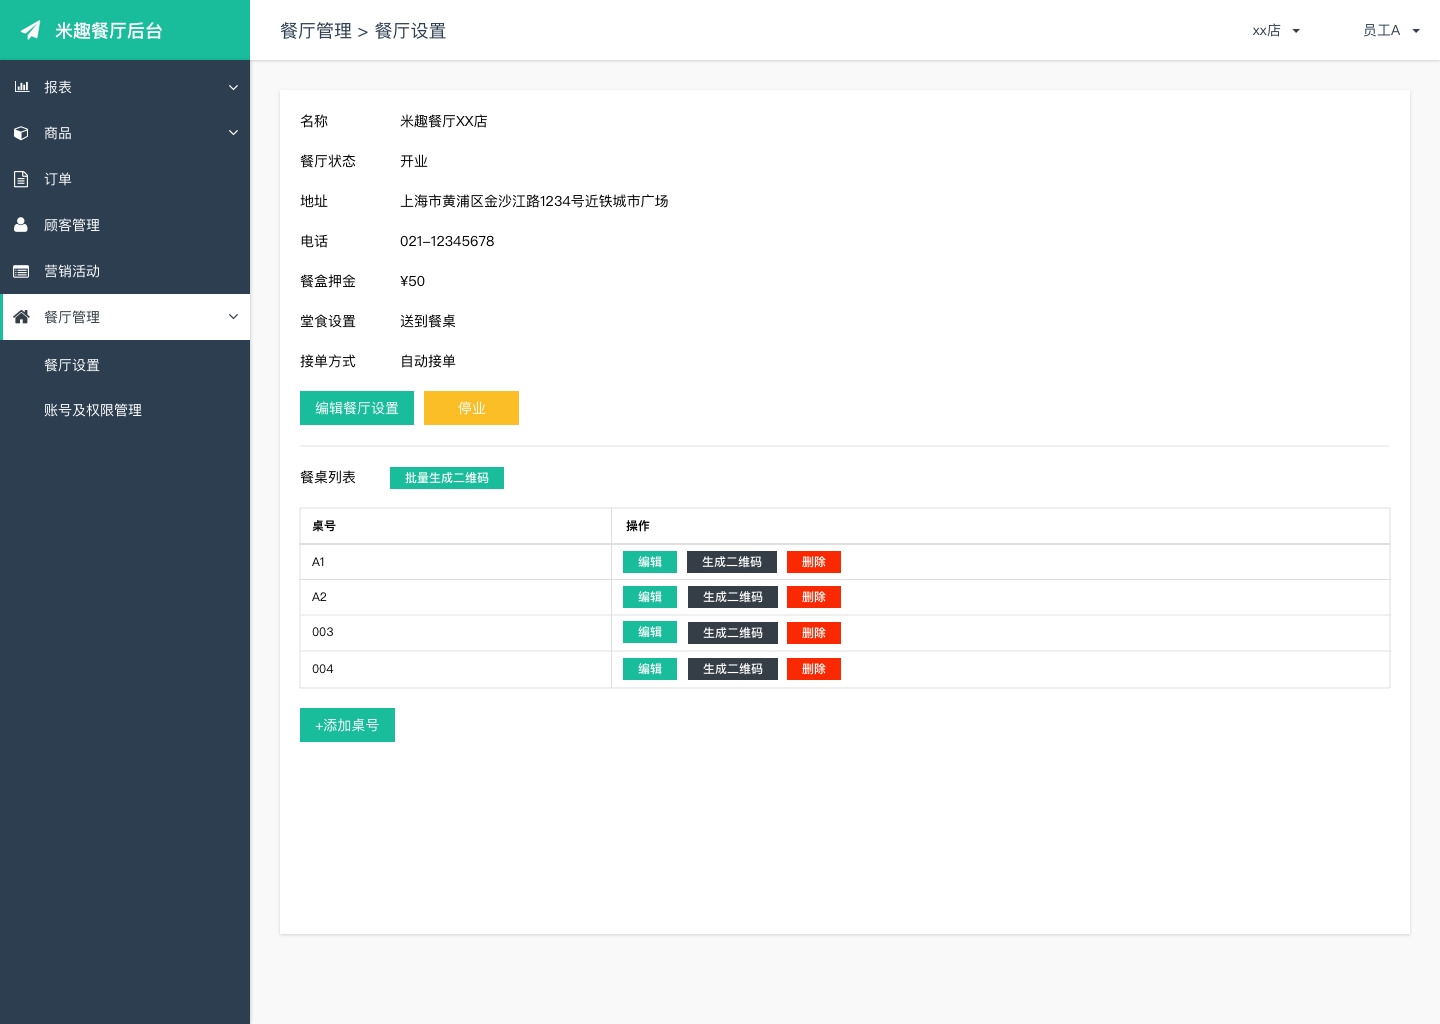 米趣餐厅后台
餐厅管理 > 餐厅设置
xx店
员工A
报表
商品
订单
顾客管理
营销活动
餐厅管理
餐厅设置
账号及权限管理
名称 米趣餐厅XX店
餐厅状态 开业
地址 上海市黄浦区金沙江路1234号近铁城市广场
电话 021-12345678
餐盒押金 ¥50
堂食设置 送到餐桌
接单方式 自动接单
编辑餐厅设置 停业
餐桌列表 批量生成二维码
桌号 操作
A1 编辑 生成二维码 删除
A2 编辑 生成二维码 删除
003 编辑 生成二维码 删除
004 编辑 生成二维码 删除
+添加桌号